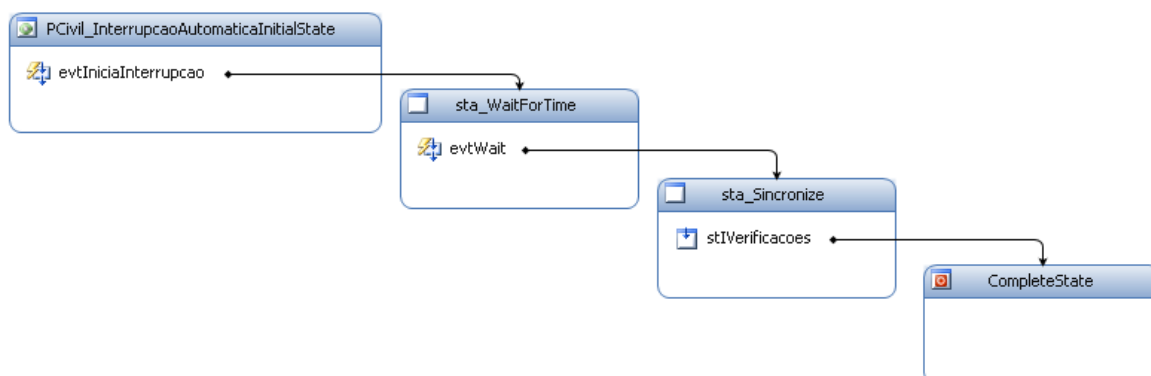 PCivil_InterrupcaoAutomaticaInitialState
evtIniciaInterrupcao
sta_WaitForTime
evtWait
sta_Sincronize
stIVerificacoes
CompleteState